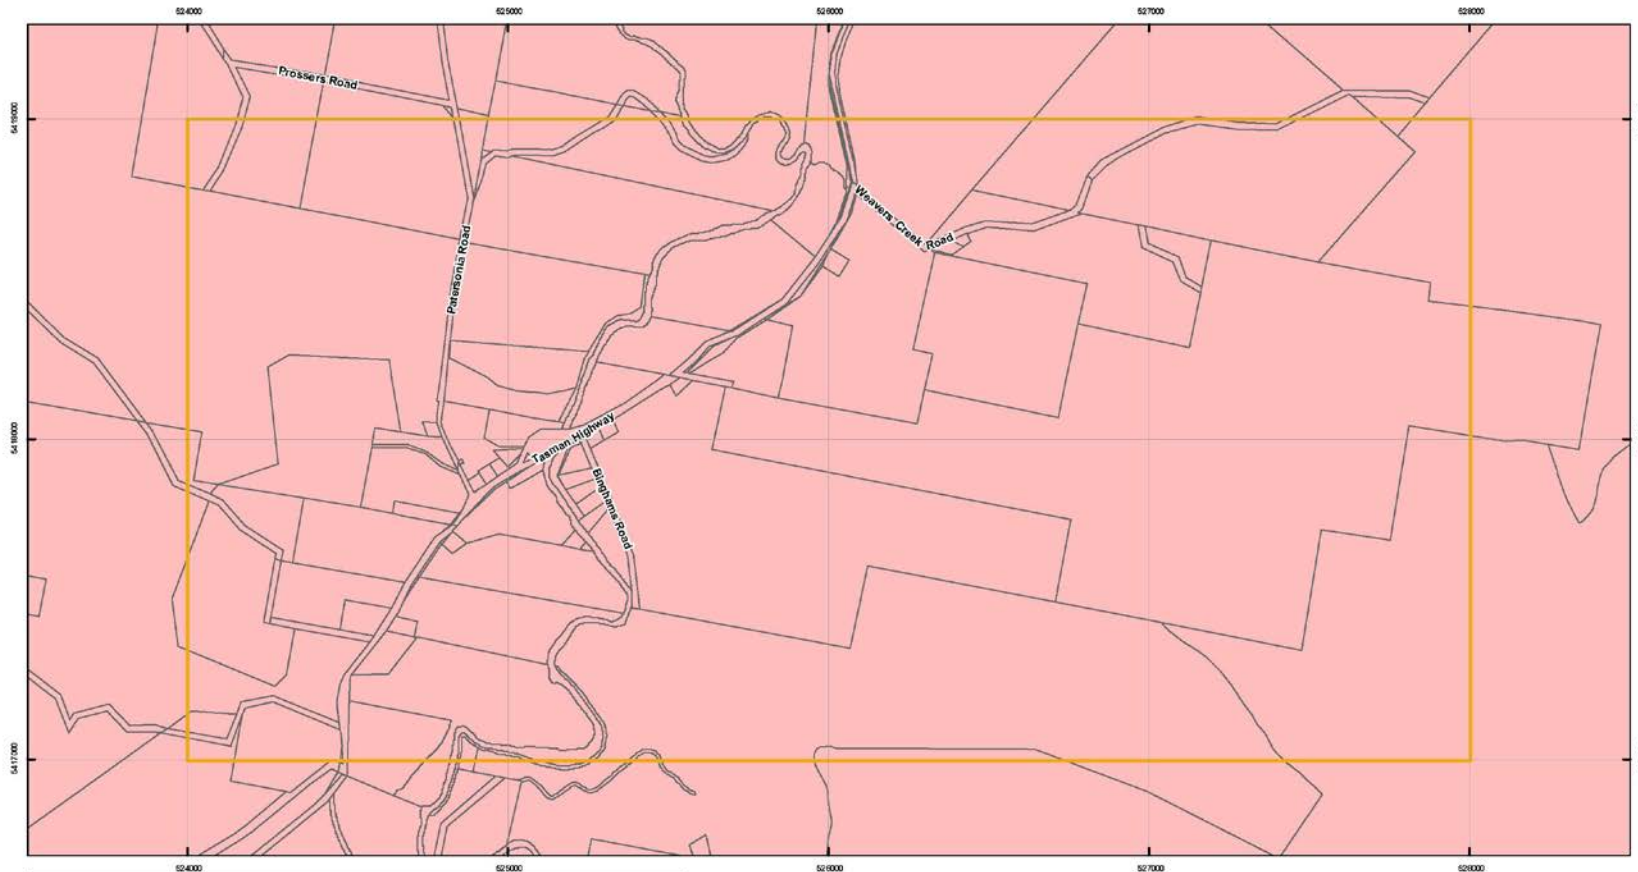 524000 525000 526000 527000 528000
Prossers Road
5419000
Weavers Creek Road
Patersonia Road
Tasman Highway
5418000
Binghams Road
5417000
524000 525000 526000 527000 528000